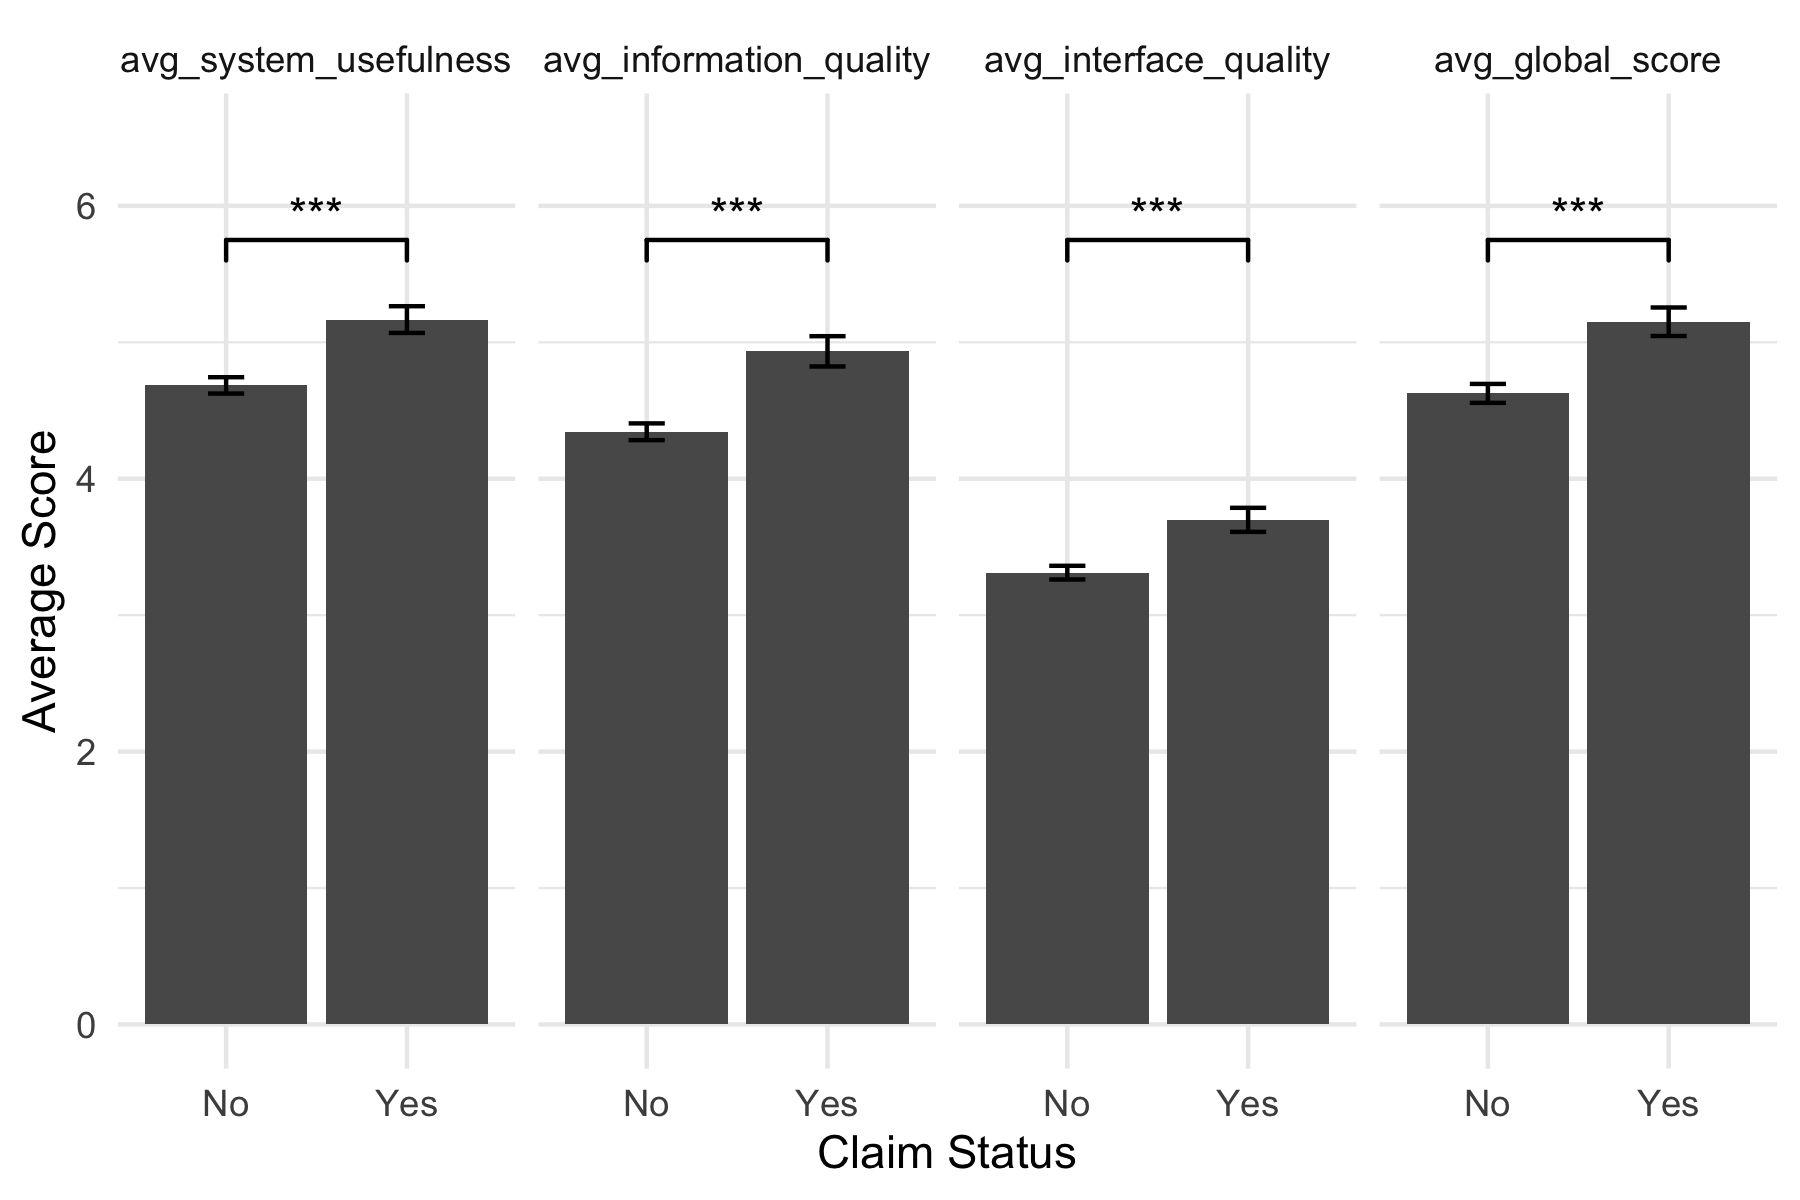 avg_system_usefulness avg_information_quality avg_interface_quality avg_global_score
*** *** *** ***
6
4
2
0
Average Score
No Yes No Yes No Yes No Yes
Claim Status